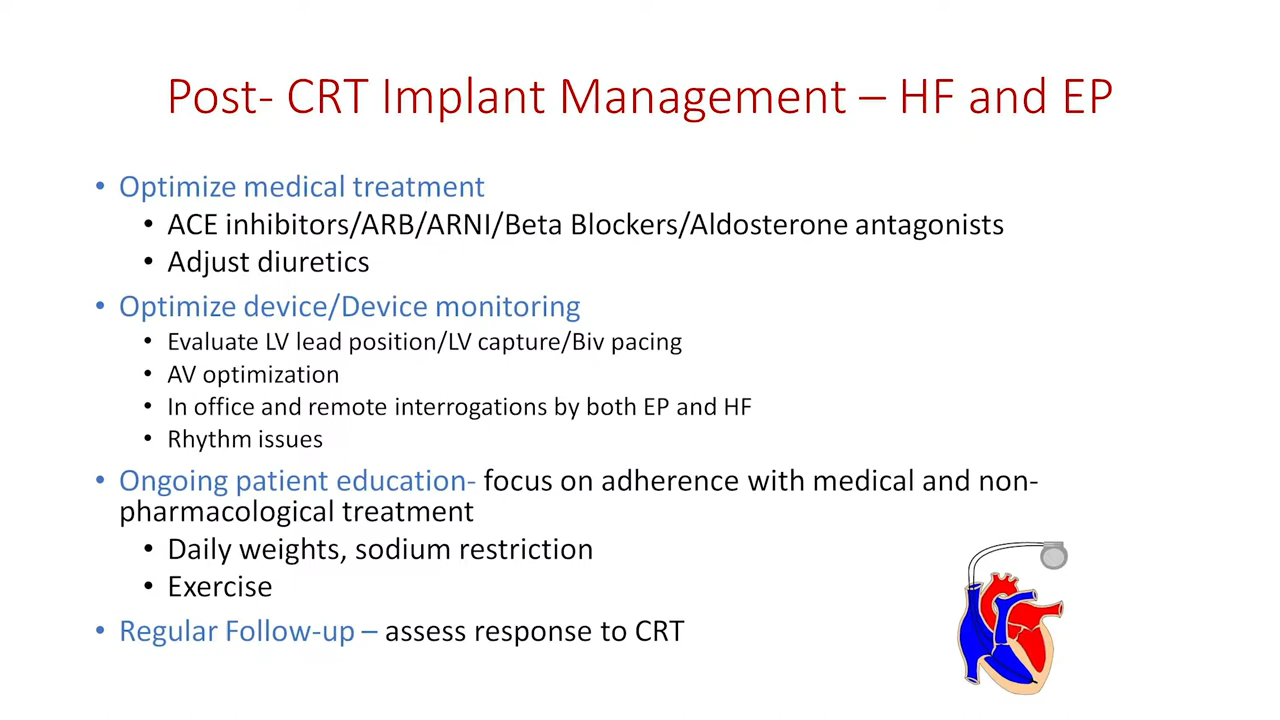 Post- CRT Implant Management – HF and EP
• Optimize medical treatment
• ACE inhibitors/ARB/ARNI/Beta Blockers/Aldosterone antagonists
• Adjust diuretics
• Optimize device/Device monitoring
• Evaluate LV lead position/LV capture/Biv pacing
• AV optimization
• In office and remote interrogations by both EP and HF
• Rhythm issues
• Ongoing patient education- focus on adherence with medical and non-
pharmacological treatment
• Daily weights, sodium restriction
• Exercise
• Regular Follow-up – assess response to CRT